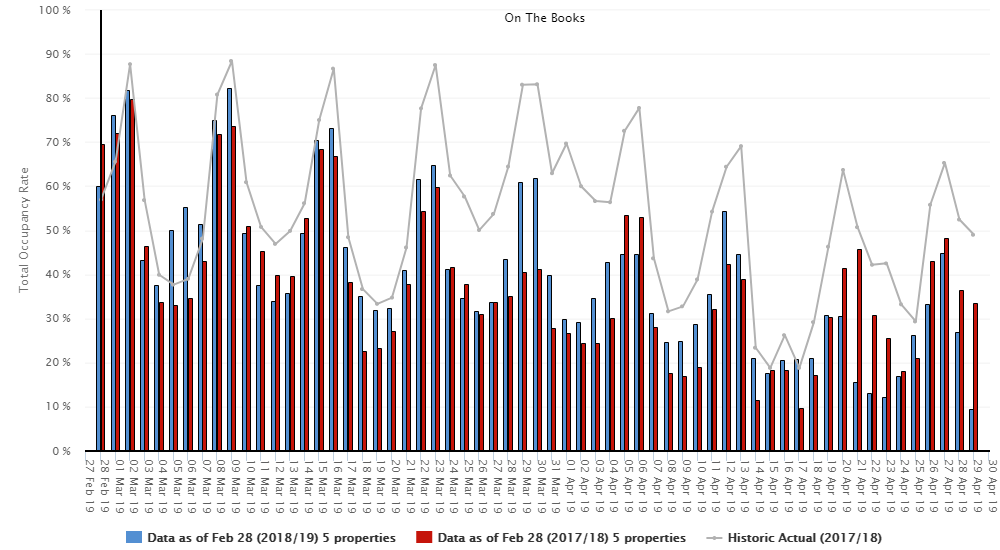 On The Books
100 %
90 %
80 %
70 %
60 %
50 %
40 %
30 %
20 %
10 %
0 %
Total Occupancy Rate
27 Feb 19
28 Feb 19
01 Mar 19
02 Mar 19
03 Mar 19
04 Mar 19
05 Mar 19
06 Mar 19
07 Mar 19
08 Mar 19
09 Mar 19
10 Mar 19
11 Mar 19
12 Mar 19
13 Mar 19
14 Mar 19
15 Mar 19
16 Mar 19
17 Mar 19
18 Mar 19
19 Mar 19
20 Mar 19
21 Mar 19
22 Mar 19
23 Mar 19
24 Mar 19
25 Mar 19
26 Mar 19
27 Mar 19
28 Mar 19
29 Mar 19
30 Mar 19
31 Mar 19
01 Apr 19
02 Apr 19
03 Apr 19
04 Apr 19
05 Apr 19
06 Apr 19
07 Apr 19
08 Apr 19
09 Apr 19
10 Apr 19
11 Apr 19
12 Apr 19
13 Apr 19
14 Apr 19
15 Apr 19
16 Apr 19
17 Apr 19
18 Apr 19
19 Apr 19
20 Apr 19
21 Apr 19
22 Apr 19
23 Apr 19
24 Apr 19
25 Apr 19
26 Apr 19
27 Apr 19
28 Apr 19
29 Apr 19
30 Apr 19
Data as of Feb 28 (2018/19) 5 properties Data as of Feb 28 (2017/18) 5 properties Historic Actual (2017/18)